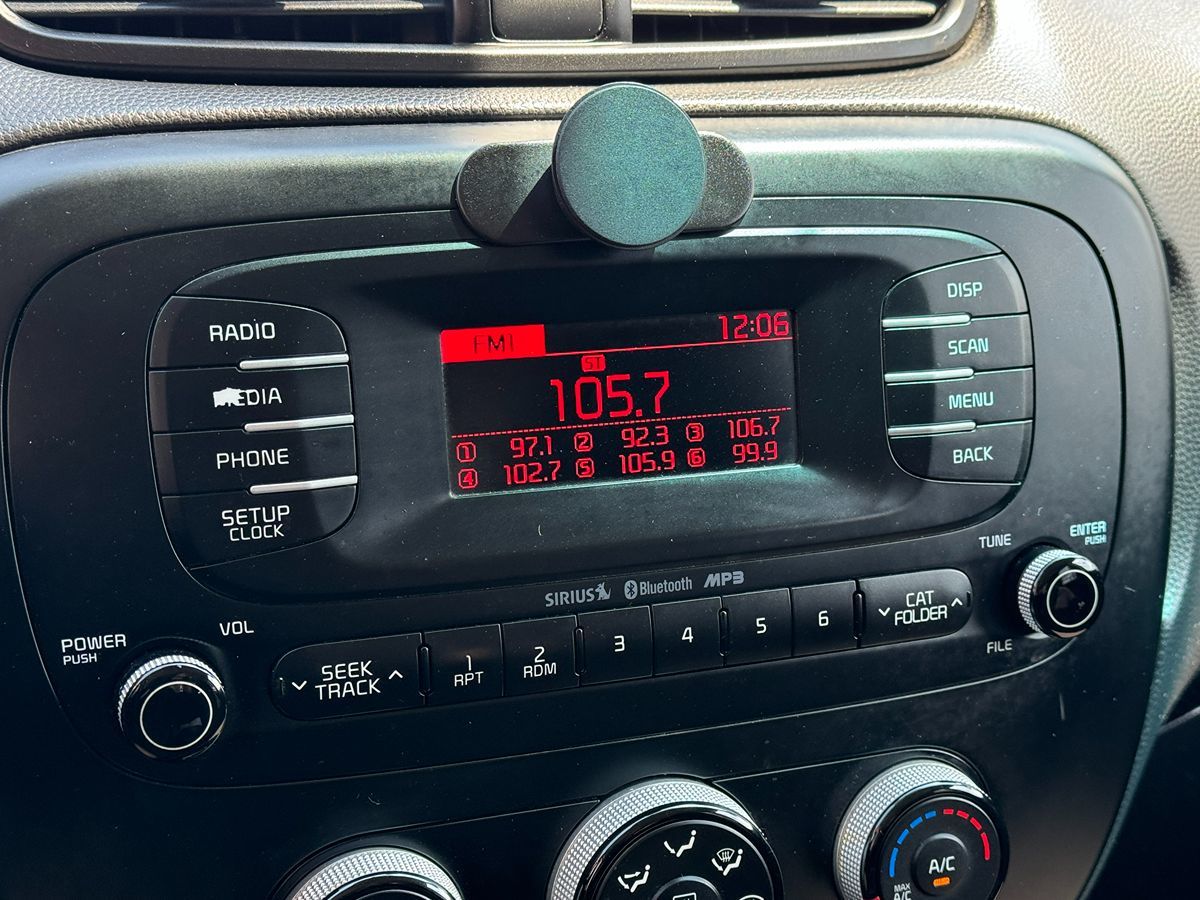 FM1 12:06
ST
105.7
1 97.1 2 92.3 3 106.7
4 102.7 5 105.9 6 99.9
RADIO
PHONE
SETUP
CLOCK
DISP
SCAN
MENU
BACK
SIRIUS Bluetooth MP3
POWER
PUSH
VOL
SEEK
TRACK
1
RPT
2
RDM
3
4
5
6
CAT
FOLDER
TUNE
ENTER
PUSH
FILE
A/C
MAX
A/C